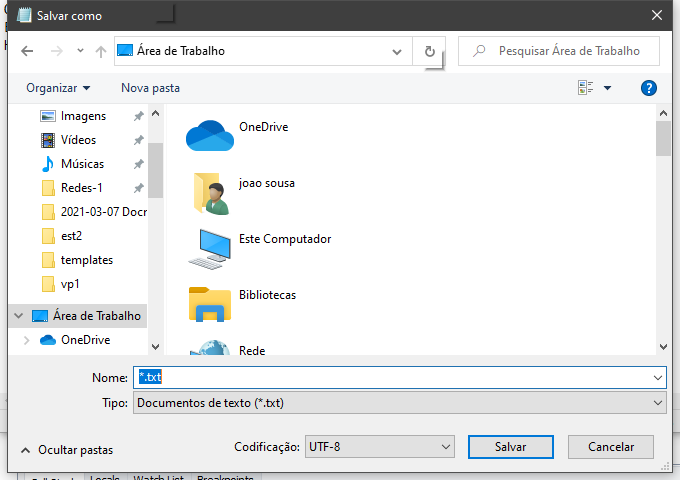 Salvar como
Área de Trabalho
Pesquisar Área de Trabalho
Organizar
Nova pasta
Imagens
Vídeos
Músicas
Redes-1
2021-03-07 Docr
est2
templates
vp1
Área de Trabalho
OneDrive
OneDrive
joao sousa
Este Computador
Bibliotecas
Rede
Nome: *.txt
Tipo: Documentos de texto (*.txt)
Ocultar pastas
Codificação: UTF-8
Salvar
Cancelar
Locals
Watch List
Breakpoints